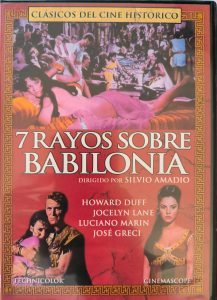 CLÁSICOS DEL CINE HISTÓRICO
7 RAYOS SOBRE
BABILONIA
DIRIGIDO POR SILVIO AMADIO
HOWARD DUFF
JOCELYN LANE
LUCIANO MARIN
JOSÉ GRECI
TECHNICOLOR
CINEMASCOPE